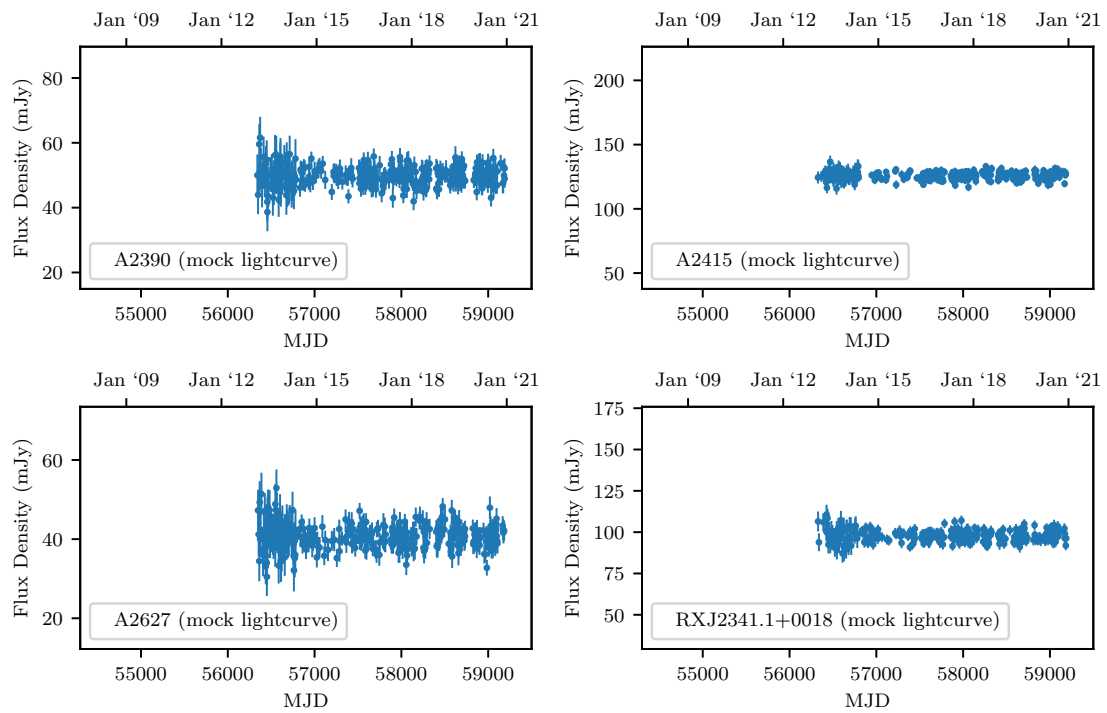 Jan ‘09 Jan ‘12 Jan ‘15 Jan ‘18 Jan ‘21
80
60
40
20
Flux Density (mJy)
A2390 (mock lightcurve)
55000 56000 57000 58000 59000
MJD
Jan ‘09 Jan ‘12 Jan ‘15 Jan ‘18 Jan ‘21
200
150
100
50
Flux Density (mJy)
A2415 (mock lightcurve)
55000 56000 57000 58000 59000
MJD
Jan ‘09 Jan ‘12 Jan ‘15 Jan ‘18 Jan ‘21
60
40
20
Flux Density (mJy)
A2627 (mock lightcurve)
55000 56000 57000 58000 59000
MJD
Jan ‘09 Jan ‘12 Jan ‘15 Jan ‘18 Jan ‘21
175
150
125
100
75
50
Flux Density (mJy)
RXJ2341.1+0018 (mock lightcurve)
55000 56000 57000 58000 59000
MJD